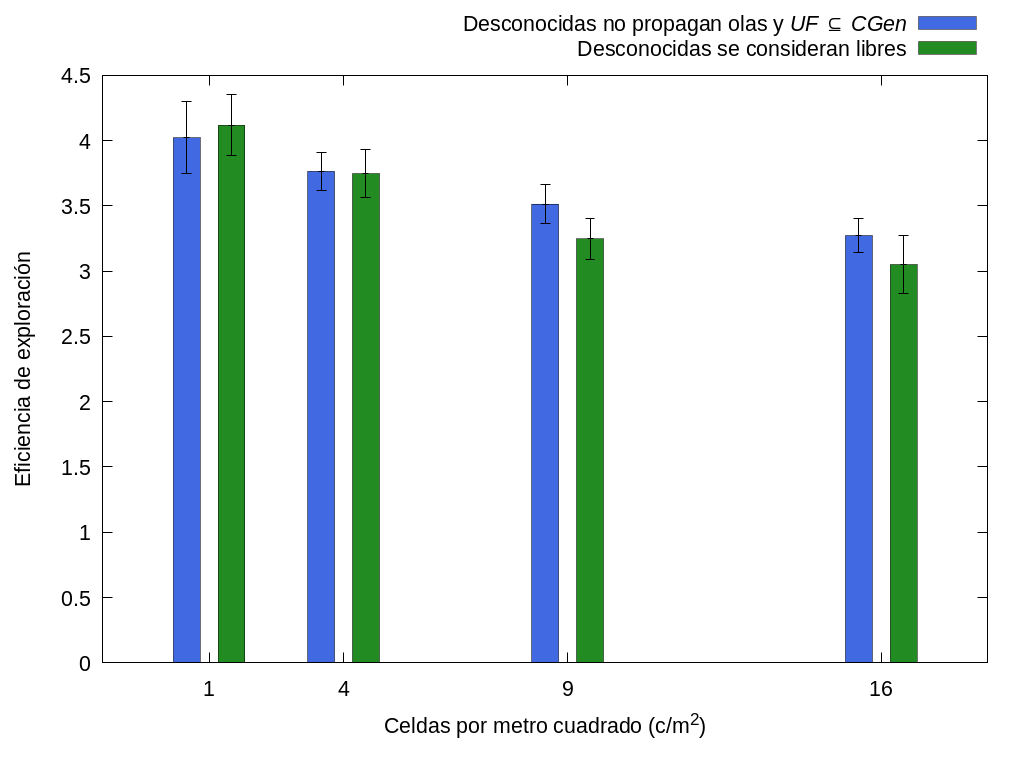 Desconocidas no propagan olas y UF ⊆ CGen
Desconocidas se consideran libres
4.5
4
3.5
3
2.5
2
1.5
1
0.5
0
Eficiencia de exploración
1 4 9 16
Celdas por metro cuadrado (c/m²)